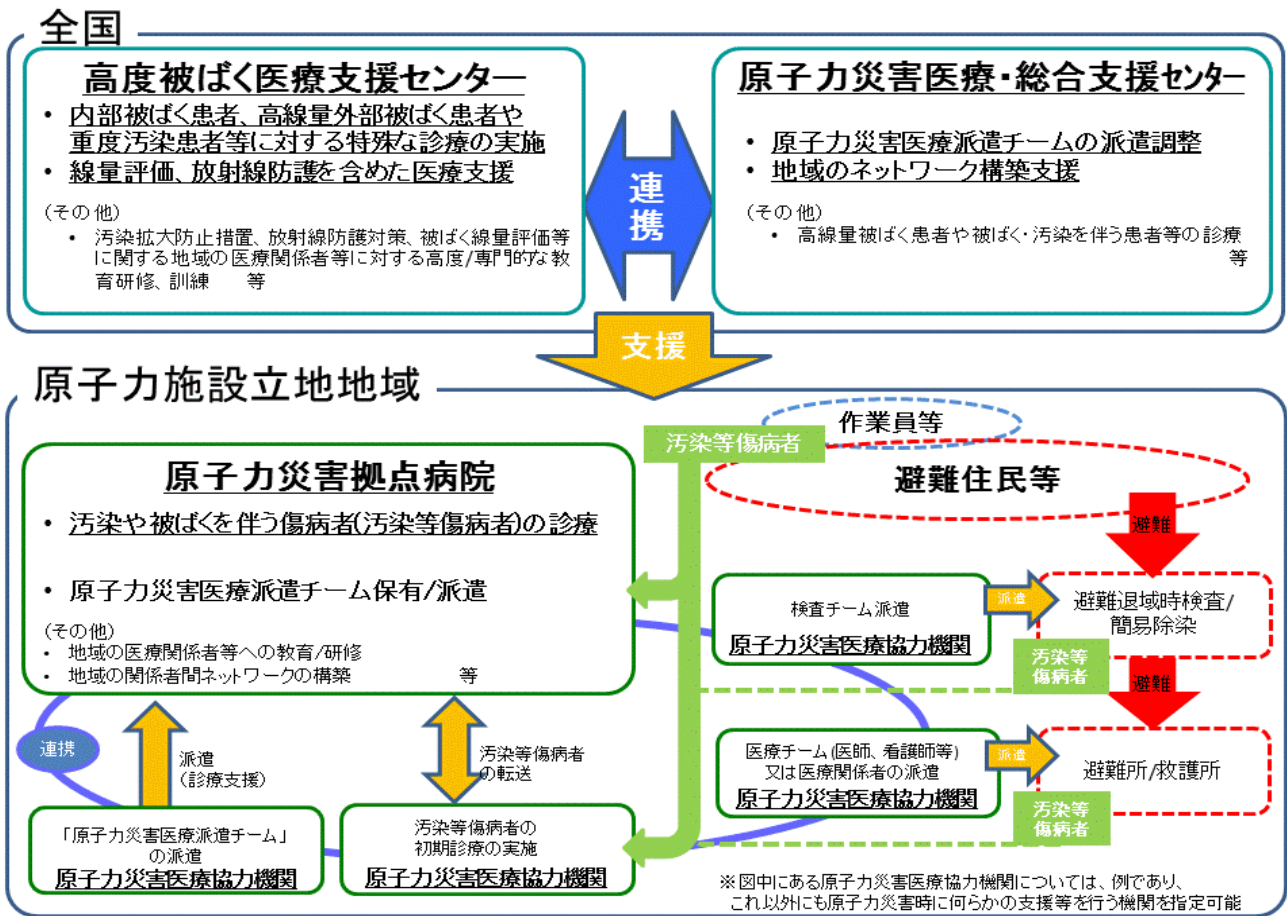 全国
高度被ばく医療支援センター
• 内部被ばく患者、高線量外部被ばく患者や
重度汚染患者等に対する特殊な診療の実施
• 線量評価、放射線防護を含めた医療支援
(その他)
• 汚染拡大防止措置、放射線防護対策、被ばく線量評価等
に関する地域の医療関係者等に対する高度/専門的な教
育研修、訓練 等
連携
原子力災害医療・総合支援センター
• 原子力災害医療派遣チームの派遣調整
• 地域のネットワーク構築支援
(その他)
• 高線量被ばく患者や被ばく・汚染を伴う患者等の診療
等
支援
原子力施設立地地域
原子力災害拠点病院
• 汚染や被ばくを伴う傷病者(汚染等傷病者)の診療
• 原子力災害医療派遣チーム保有/派遣
(その他)
• 地域の医療関係者等への教育/研修
• 地域の関係者間ネットワークの構築 等
汚染等傷病者
作業員等
避難住民等
避難
検査チーム派遣
原子力災害医療協力機関
派遣
避難退域時検査/
簡易除染
汚染等
傷病者
避難
連携
派遣
(診療支援)
汚染等傷病者
の転送
医療チーム(医師、看護師等)
又は医療関係者の派遣
原子力災害医療協力機関
派遣
避難所/救護所
汚染等
傷病者
「原子力災害医療派遣チーム」
の派遣
原子力災害医療協力機関
汚染等傷病者の
初期診療の実施
原子力災害医療協力機関
※図中にある原子力災害医療協力機関については、例であり、
これ以外にも原子力災害時に何らかの支援等を行う機関を指定可能